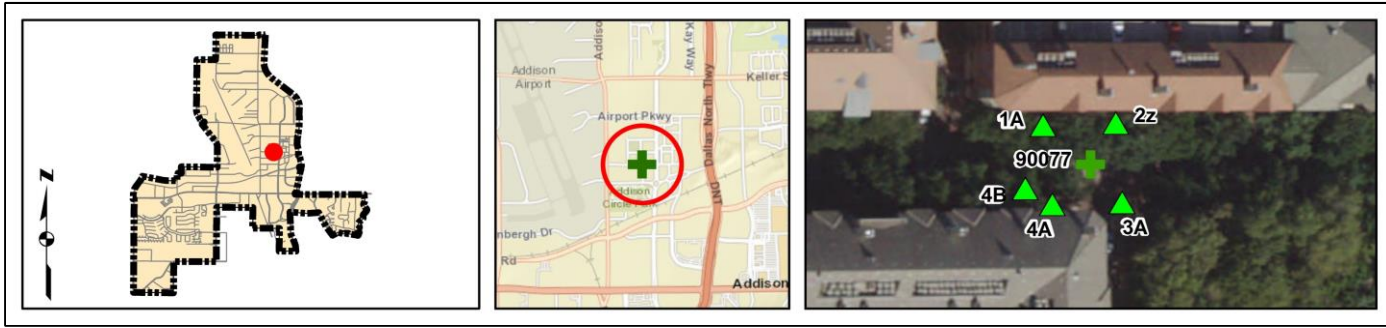 Z
Addison
Airport
Addiso
Kay Way
Keller S
Airport Pkwy
Dallas North Tlwy
DNT
Addison
nbergh Dr
Rd
Addison
1A
2z
90077
4B
4A
3A